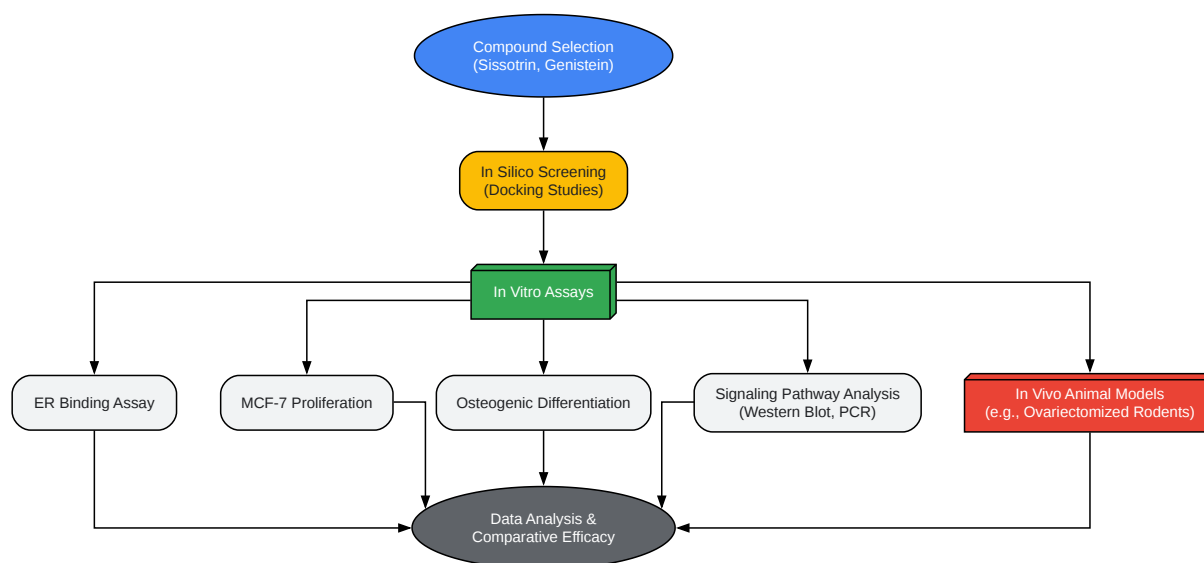 Compound Selection
(Sissotrin, Genistein)
In Silico Screening
(Docking Studies)
In Vitro Assays
ER Binding Assay
MCF-7 Proliferation
Osteogenic Differentiation
Signaling Pathway Analysis
(Western Blot, PCR)
In Vivo Animal Models
(e.g., Ovariectomized Rodents)
Data Analysis &
Comparative Efficacy